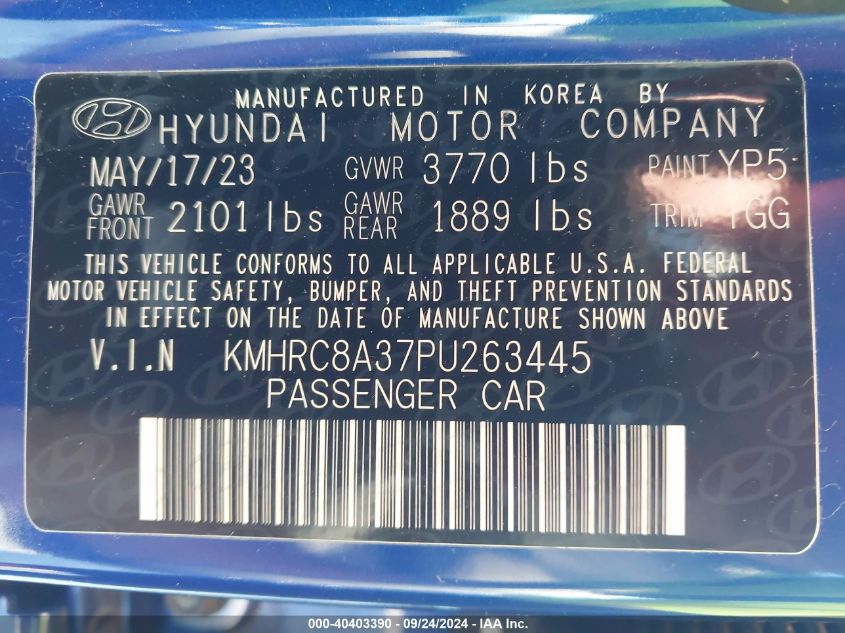 MANUFACTURED IN KOREA BY
HYUNDAI MOTOR COMPANY
MAY/17/23 GVWR 3770 lbs PAINT YP5
GAWR FRONT 2101 lbs GAWR REAR 1889 lbs TRIM TGG
THIS VEHICLE CONFORMS TO ALL APPLICABLE U.S.A. FEDERAL
MOTOR VEHICLE SAFETY, BUMPER, AND THEFT PREVENTION STANDARDS
IN EFFECT ON THE DATE OF MANUFACTURE SHOWN ABOVE
V.I.N KMHRC8A37PU263445
PASSENGER CAR
000-40403390 - 09/24/2024 - IAA Inc.